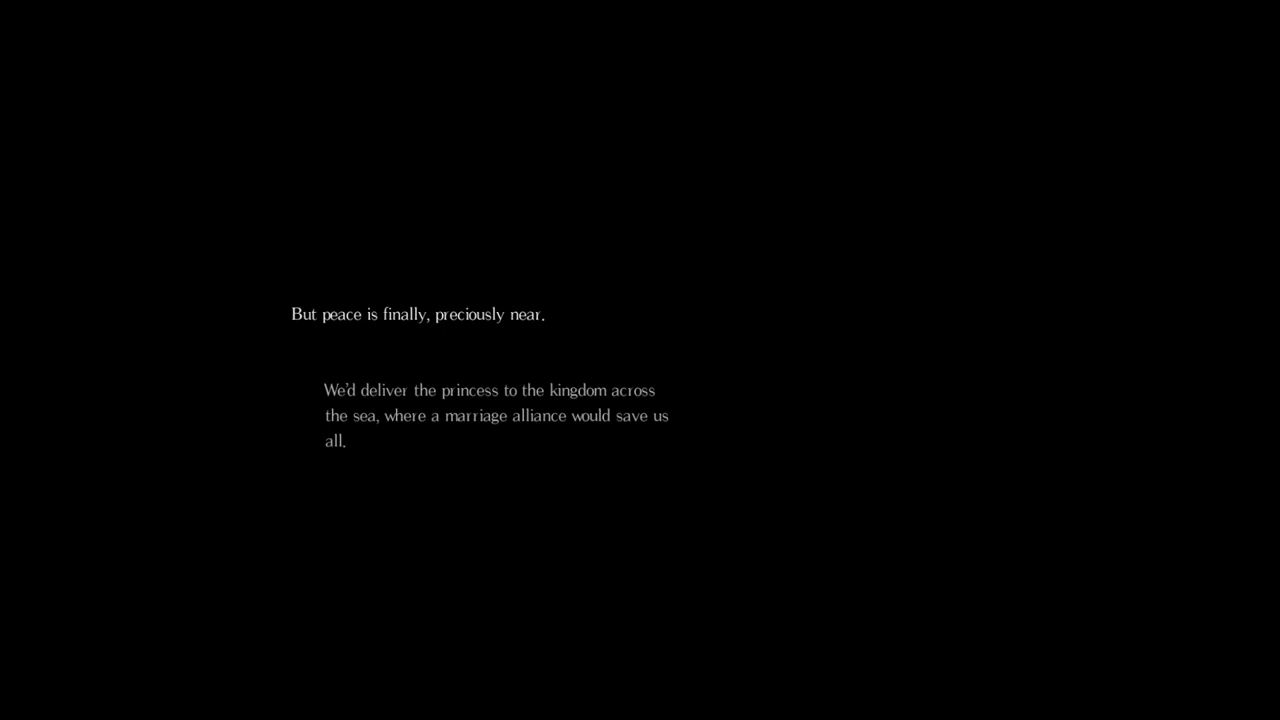 But peace is finally, preciously near.
We'd deliver the princess to the kingdom across
the sea, where a marriage alliance would save us
all.